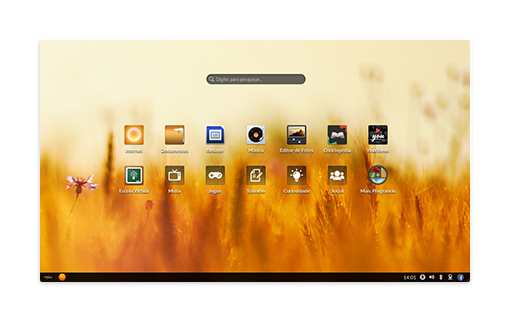 Digite para pesquisar...
Internet
Documentos
Música
Editor de Fotos
Enciclopédia
Escola Virtual
Mídia
Jogos
Trabalho
Curiosidade
Social
Mais Programas
14:01